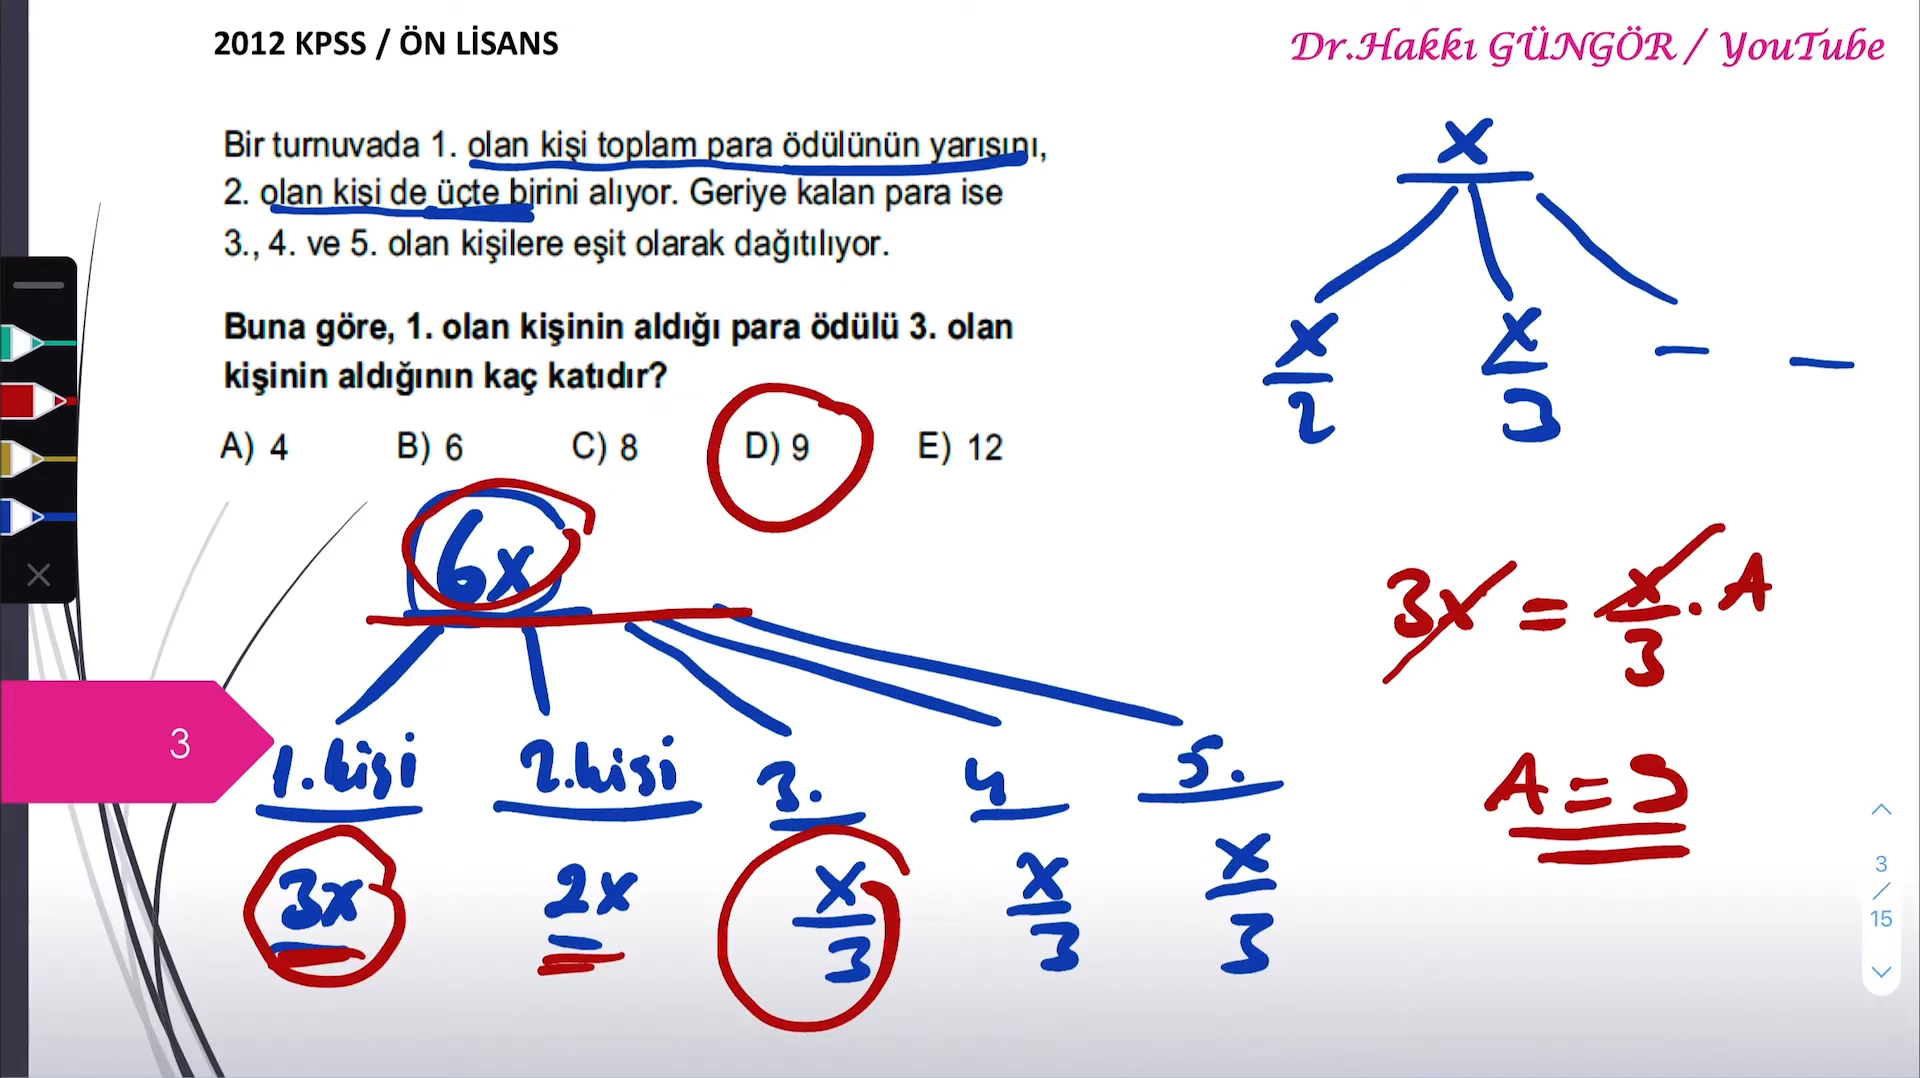 2012 KPSS / ÖN LİSANS
Dr.Hakkı GÜNGÖR / YouTube
Bir turnuvada 1. olan kişi toplam para ödülünün yarısını,
2. olan kişi de üçte birini alıyor. Geriye kalan para ise
3., 4. ve 5. olan kişilere eşit olarak dağıtılıyor.
Buna göre, 1. olan kişinin aldığı para ödülü 3. olan
kişinin aldığının kaç katıdır?
A) 4 B) 6 C) 8 D) 9 E) 12
x
x/2 x/3 – –
6x
1.kişi 2.kişi 3. 4 5.
3x 2x x/3 x/3 x/3
3x = x/3 . A
3
3
/
15